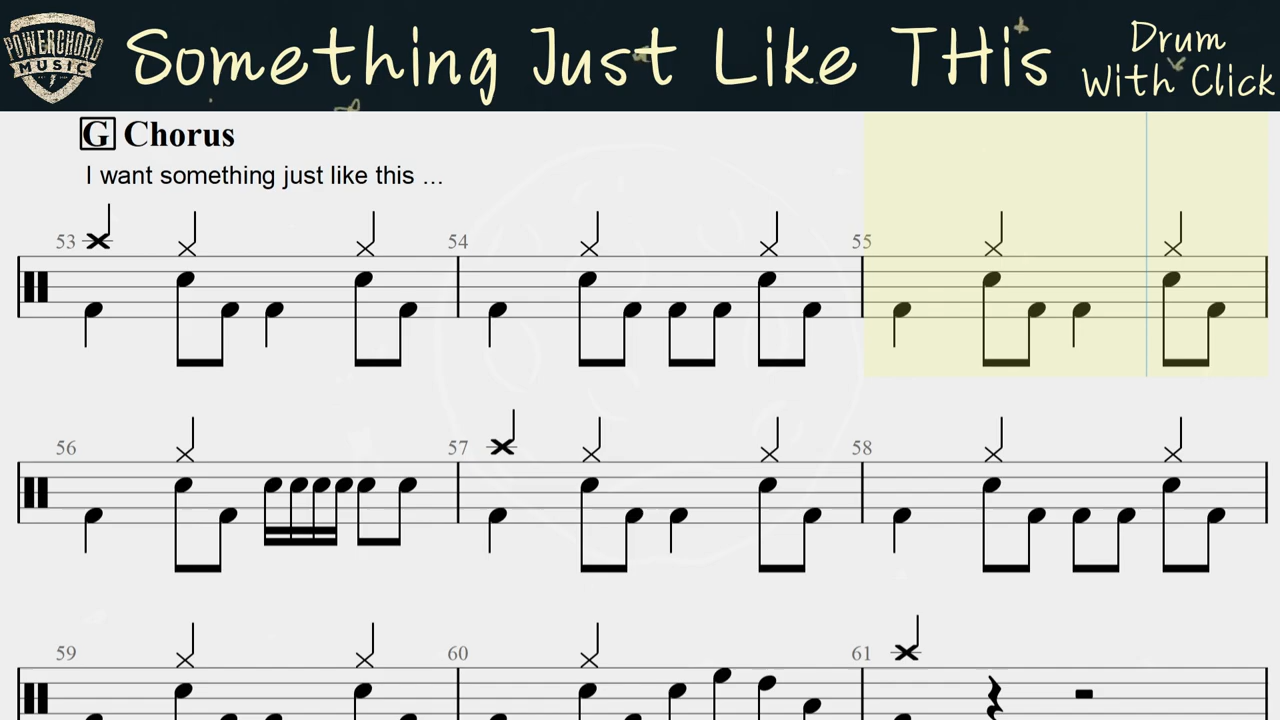 POWERCHORD
MUSIC
Something Just Like THis
Drum
With Click
G Chorus
I want something just like this ...
53
54
55
56
57
58
59
60
61